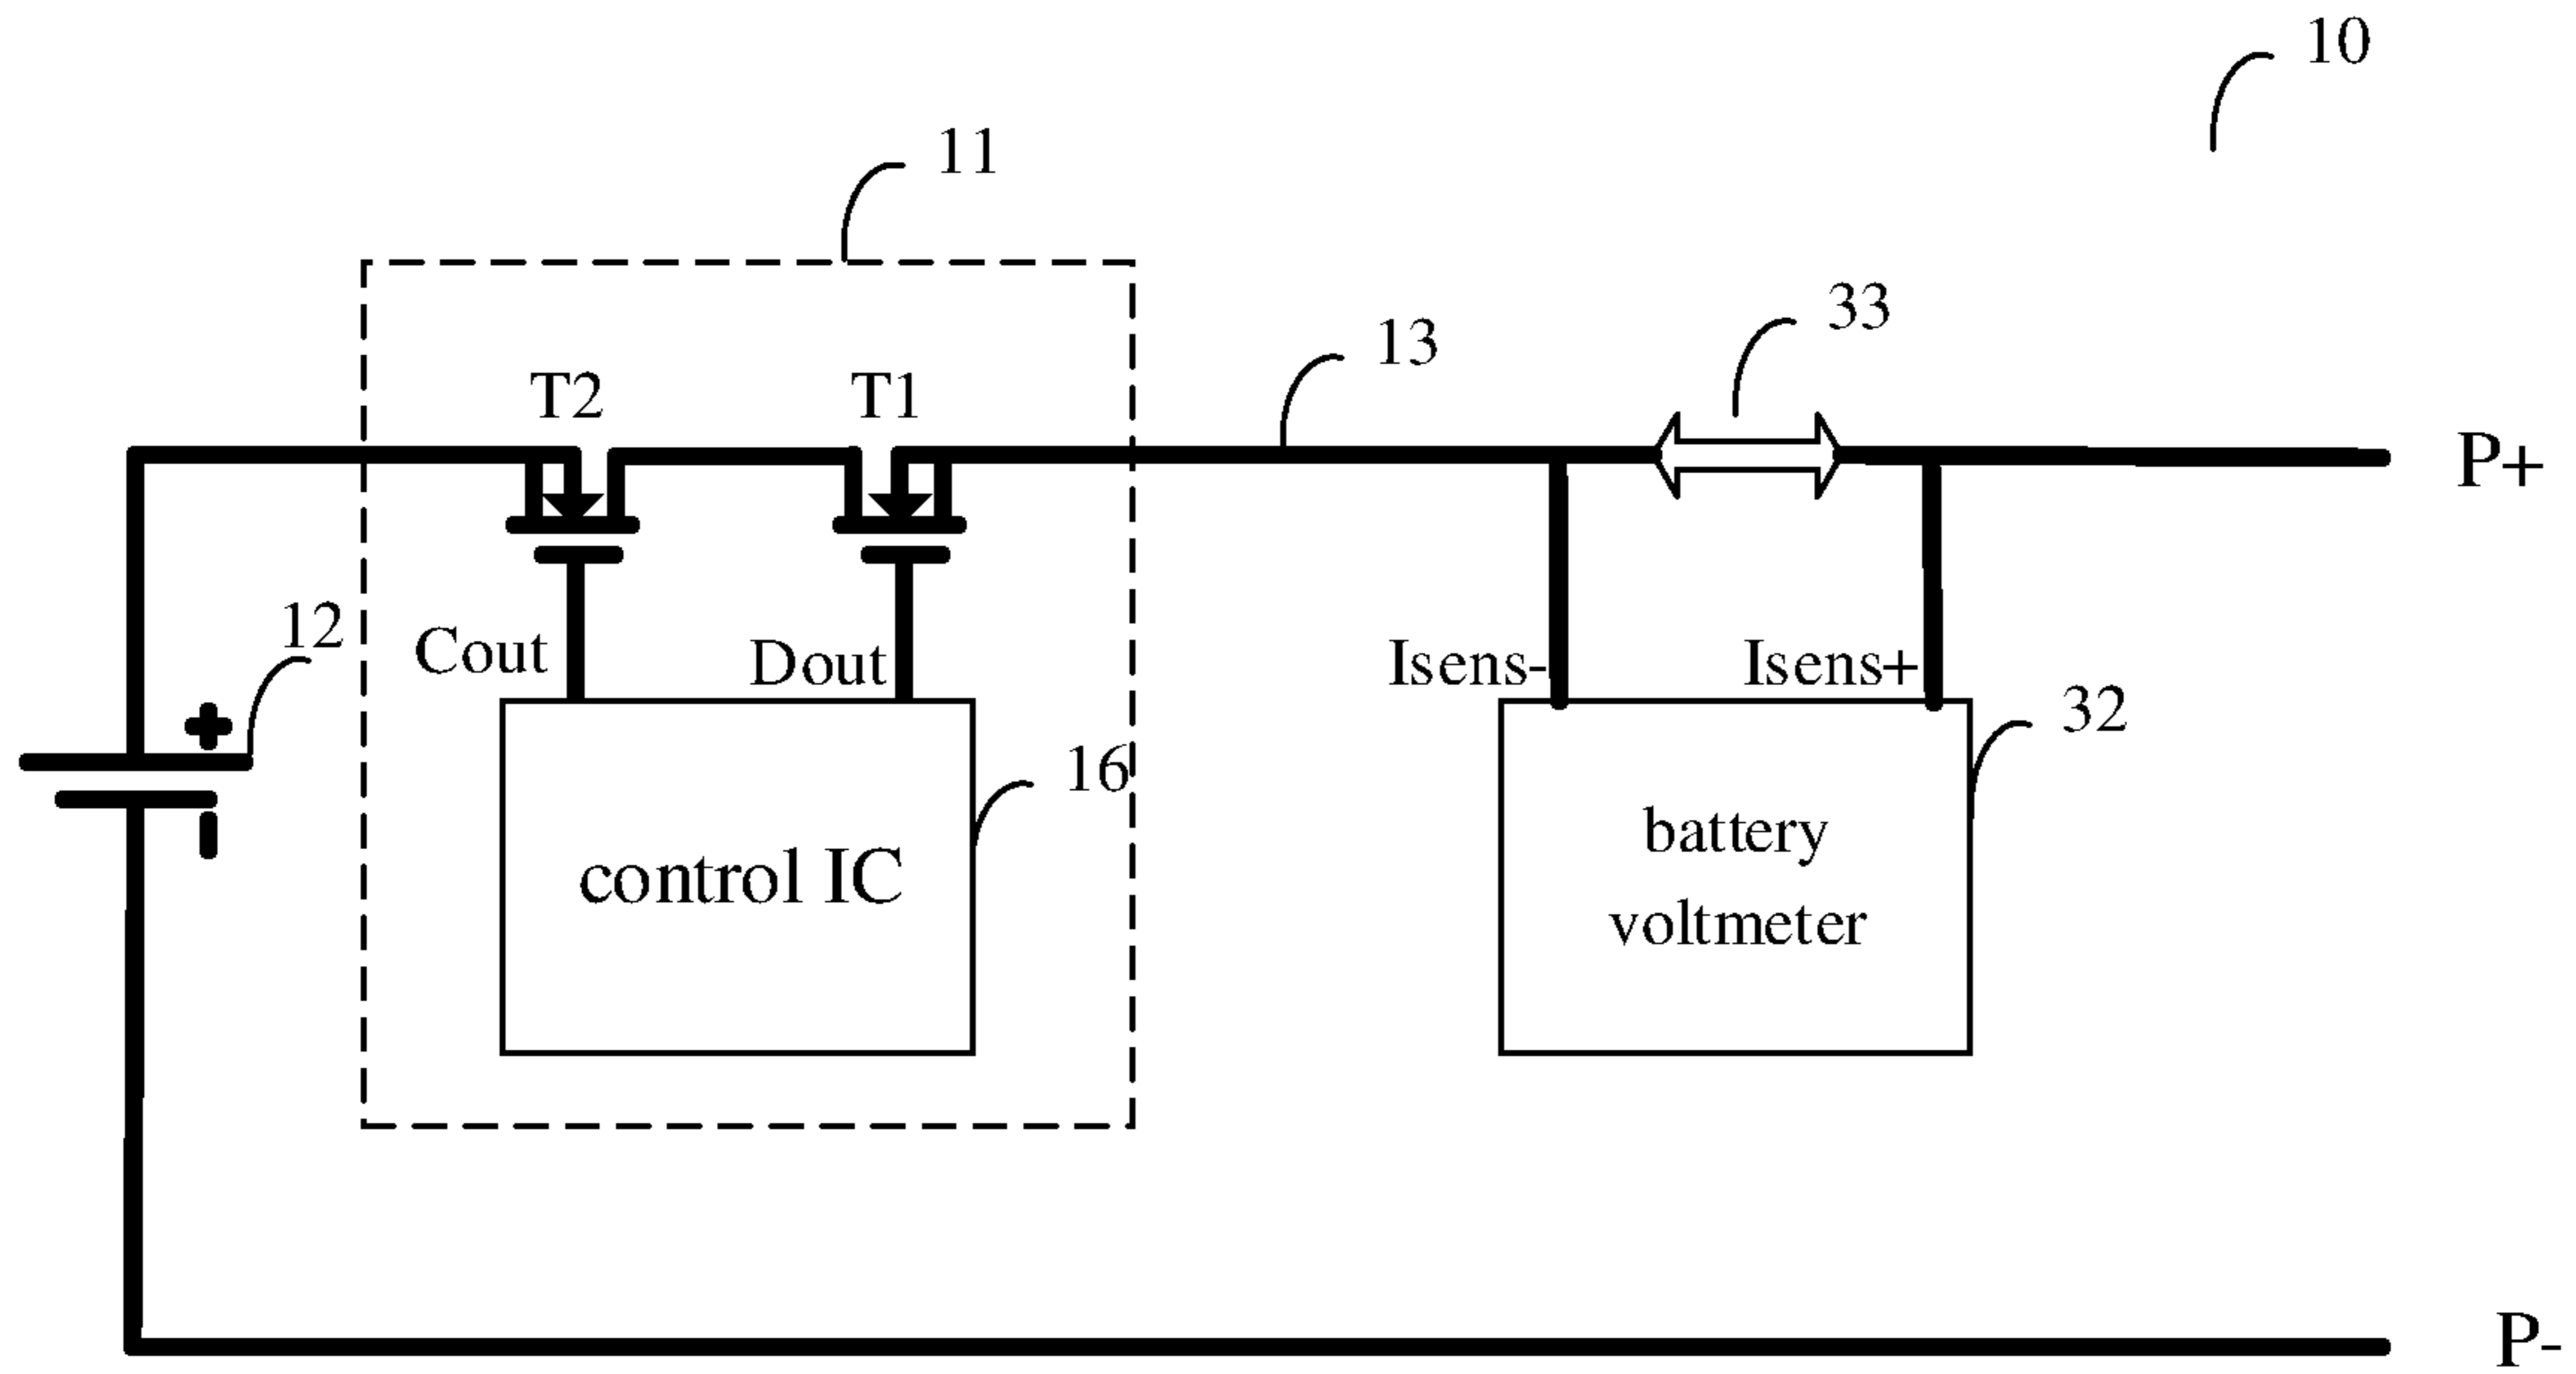 10
11
33
13
T2
T1
P+
12
Cout
Dout
Isens-
Isens+
32
+
16
-
battery
control IC
voltmeter
P-